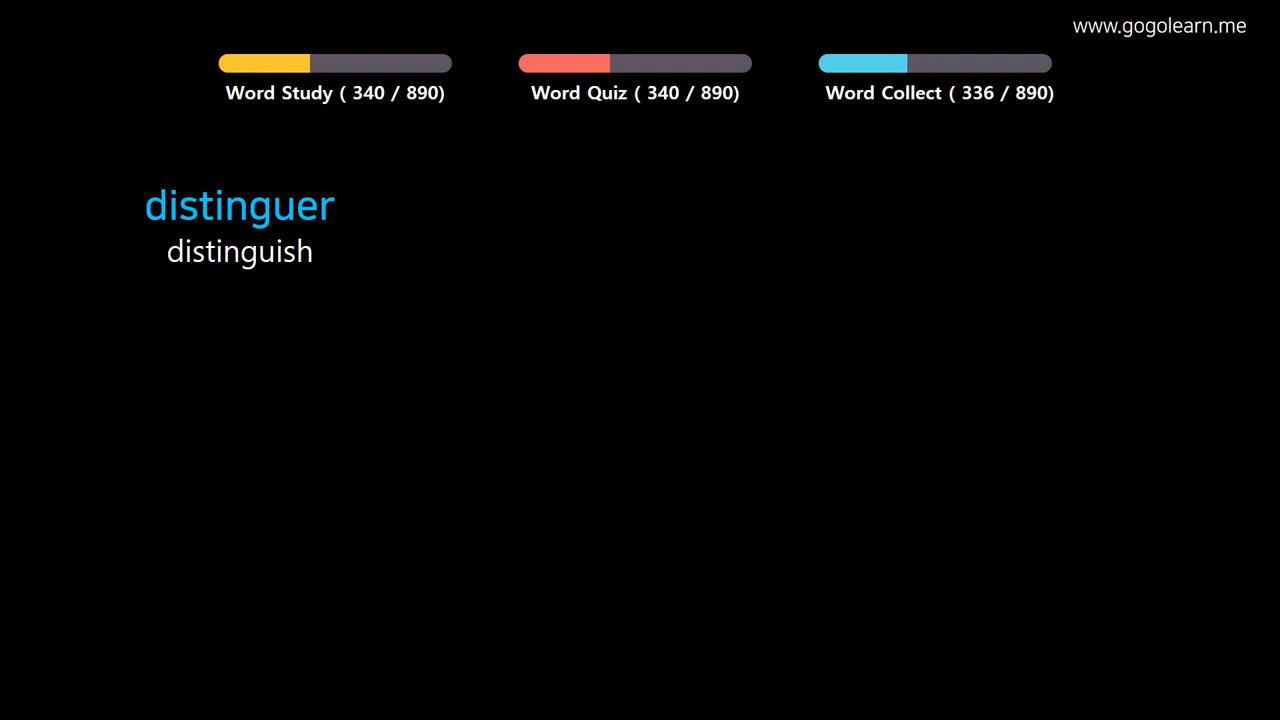 www.gogolearn.me
Word Study ( 340 / 890)
Word Quiz ( 340 / 890)
Word Collect ( 336 / 890)
distinguer
distinguish